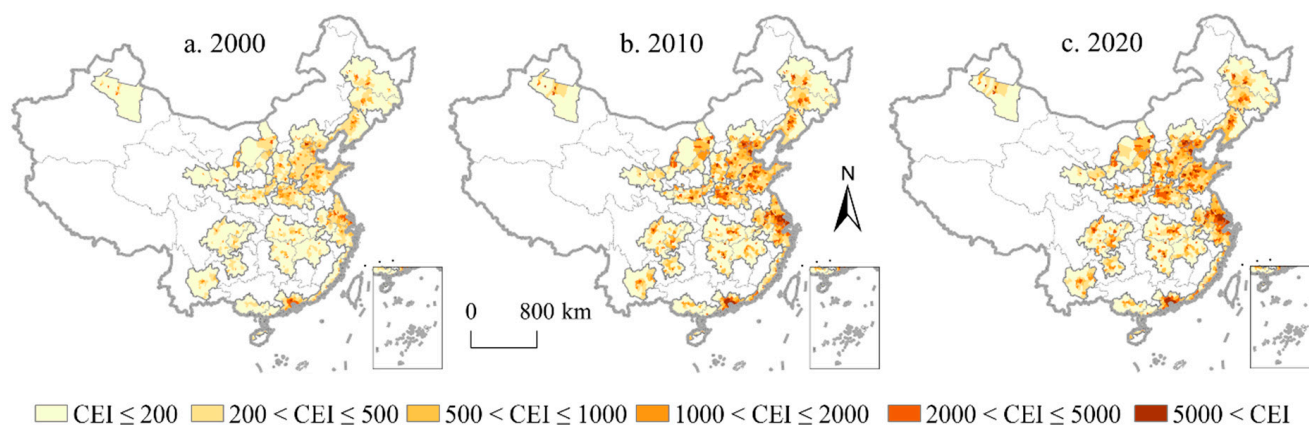 a. 2000
b. 2010
c. 2020
N
0 800 km
CEI ≤ 200 200 < CEI ≤ 500 500 < CEI ≤ 1000 1000 < CEI ≤ 2000 2000 < CEI ≤ 5000 5000 < CEI